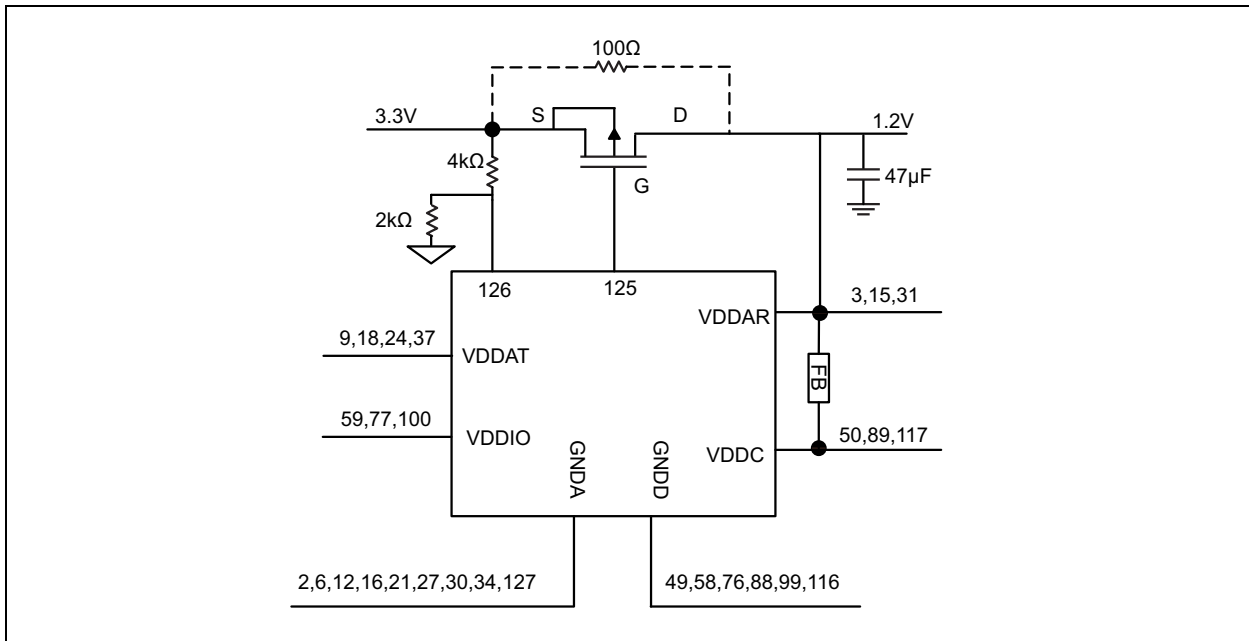 100Ω
3.3V
S
D
1.2V
4kΩ
47µF
G
2kΩ
126
125
3,15,31
VDDAR
9,18,24,37
VDDAT
FB
59,77,100
VDDIO
50,89,117
VDDC
GNDA
GNDD
2,6,12,16,21,27,30,34,127
49,58,76,88,99,116